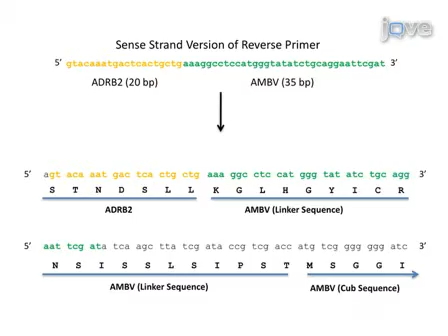 jove
Sense Strand Version of Reverse Primer
5' gtacaaatgactcactgctgaaaggcctccatgggtatatctgcaggaattcgat 3'
ADRB2 (20 bp) AMBV (35 bp)
5' agt aca aat gac tca ctg ctg aaa ggc ctc cat ggg tat atc tgc agg 3'
S T N D S L L K G L H G Y I C R
ADRB2 AMBV (Linker Sequence)
5' aat tcg ata tca agc tta tcg ata ccg tcg acc atg tcg ggg ggg atc 3'
N S I S S L S I P S T M S G G I
AMBV (Linker Sequence) AMBV (Cub Sequence)